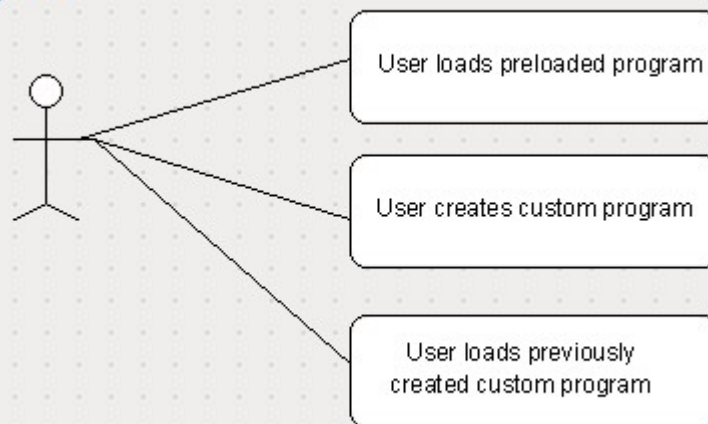 User loads preloaded program
User creates custom program
User loads previously
created custom program